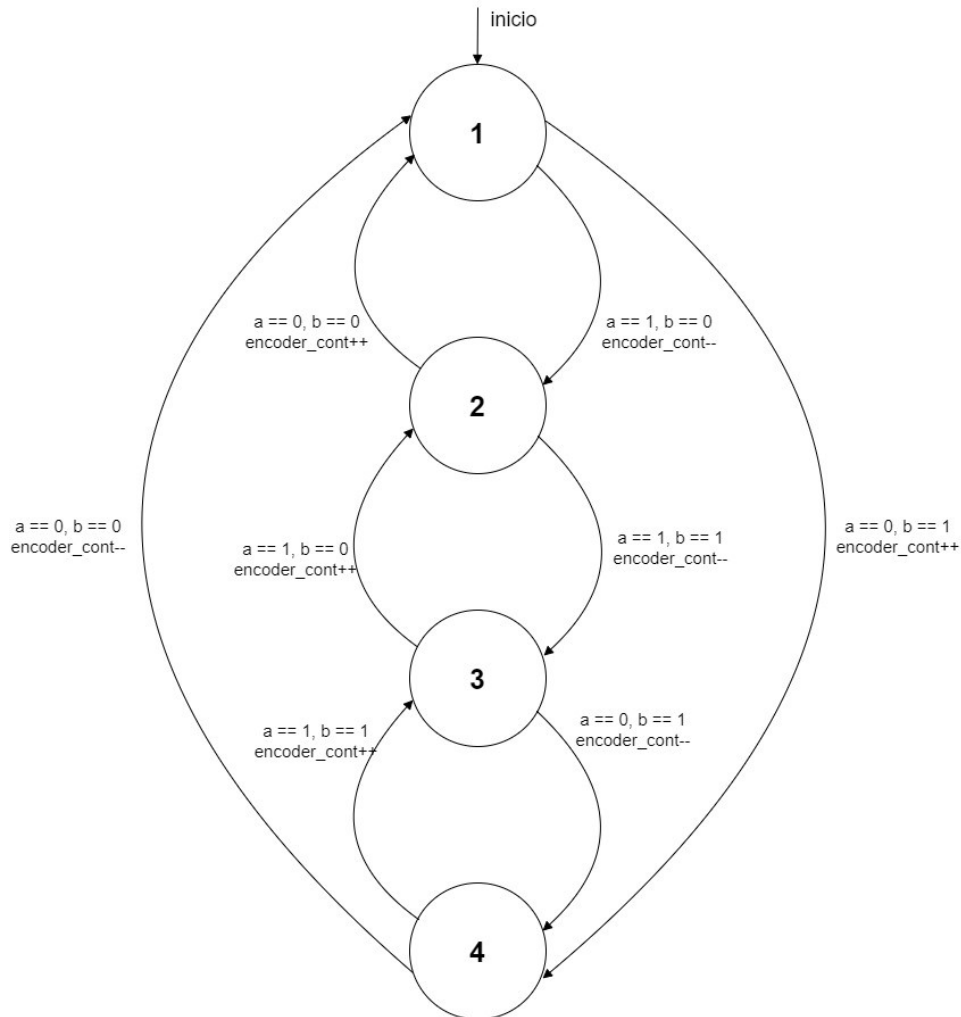 inicio
1
a == 0, b == 0
encoder_cont++
a == 1, b == 0
encoder_cont--
2
a == 0, b == 0
encoder_cont--
a == 1, b == 0
encoder_cont++
a == 1, b == 1
encoder_cont--
a == 0, b == 1
encoder_cont++
3
a == 1, b == 1
encoder_cont++
a == 0, b == 1
encoder_cont--
4